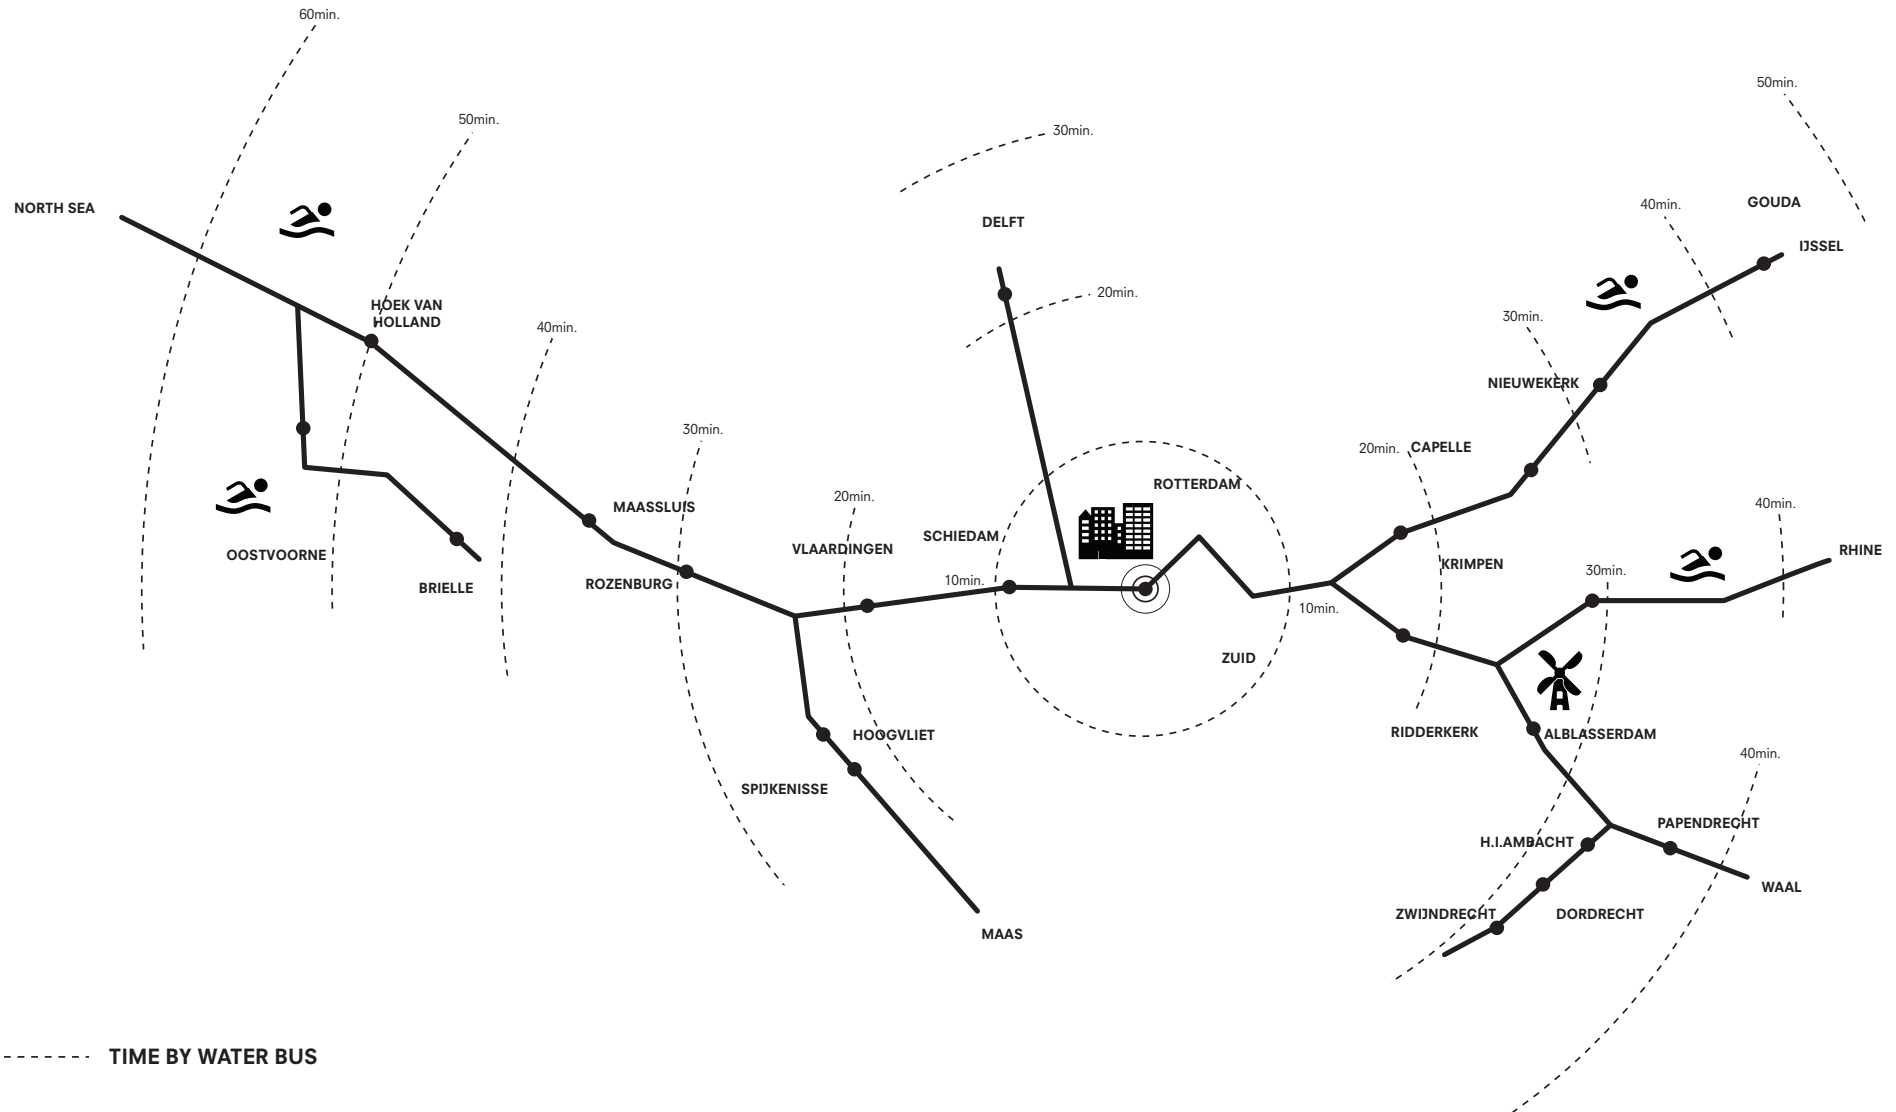 60min.
50min.
50min.
30min.
GOUDA
40min.
NORTH SEA
DELFT
IJSSEL
20min.
HOEK VAN
HOLLAND
30min.
40min.
NIEUWEKERK
30min.
20min.
CAPELLE
ROTTERDAM
20min.
40min.
MAASSLUIS
SCHIEDAM
VLAARDINGEN
RHINE
OOSTVOORNE
KRIMPEN
30min.
10min.
ROZENBURG
BRIELLE
10min.
ZUID
RIDDERKERK
ALBLASSERDAM
HOOGVLIET
40min.
SPIJKENISSE
PAPENDRECHT
H.I.AMBACHT
WAAL
ZWIJNDRECHT
DORDRECHT
MAAS
TIME BY WATER BUS